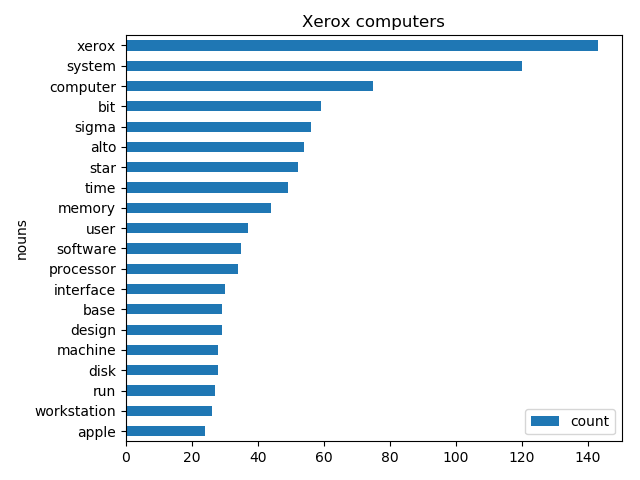 Xerox computers
nouns
xerox
system
computer
bit
sigma
alto
star
time
memory
user
software
processor
interface
base
design
machine
disk
run
workstation
apple
count
0 20 40 60 80 100 120 140